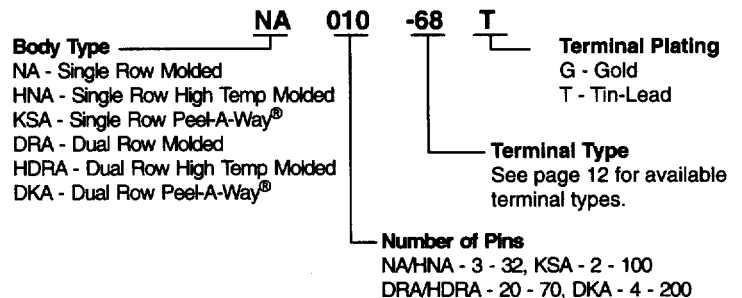 NA 010 -68 T
Body Type
NA - Single Row Molded
HNA - Single Row High Temp Molded
KSA - Single Row Peel-A-Way®
DRA - Dual Row Molded
HDRA - Dual Row High Temp Molded
DKA - Dual Row Peel-A-Way®
Terminal Plating
G - Gold
T - Tin-Lead
Terminal Type
See page 12 for available
terminal types.
Number of Pins
NA/HNA - 3 - 32, KSA - 2 - 100
DRA/HDRA - 20 - 70, DKA - 4 - 200